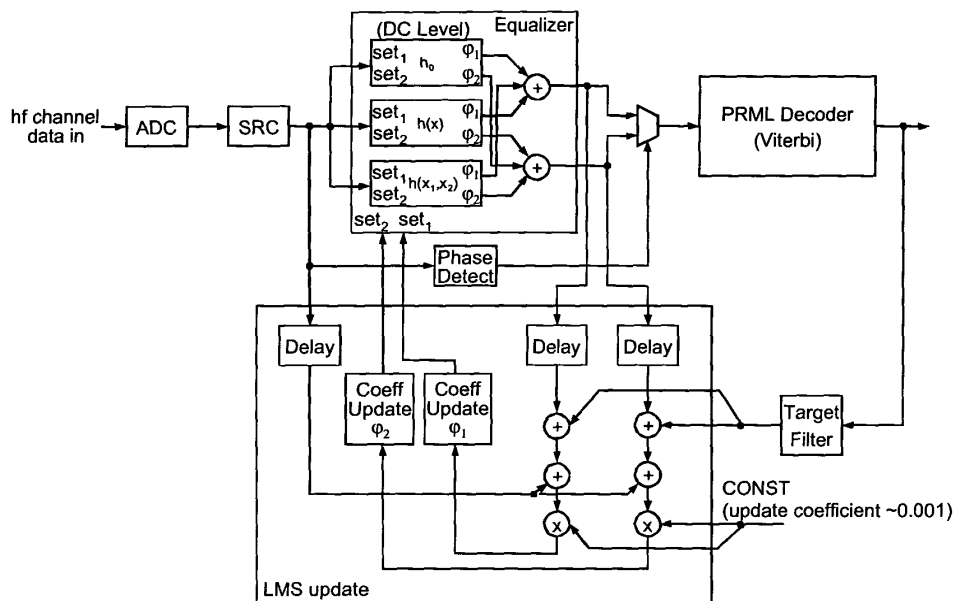 (DC Level)
Equalizer
set₁ h₀ φ₁
set₂ φ₂
hf channel
data in
ADC
SRC
set₁ h(x) φ₁
set₂ φ₂
set₁ h(x₁,x₂) φ₁
set₂ φ₂
+
+
PRML Decoder
(Viterbi)
set₂ set₁
Phase
Detect
Delay
Delay
Delay
Coeff
Update
φ₂
Coeff
Update
φ₁
+
+
Target
Filter
+
+
CONST
(update coefficient ~0.001)
x
x
LMS update